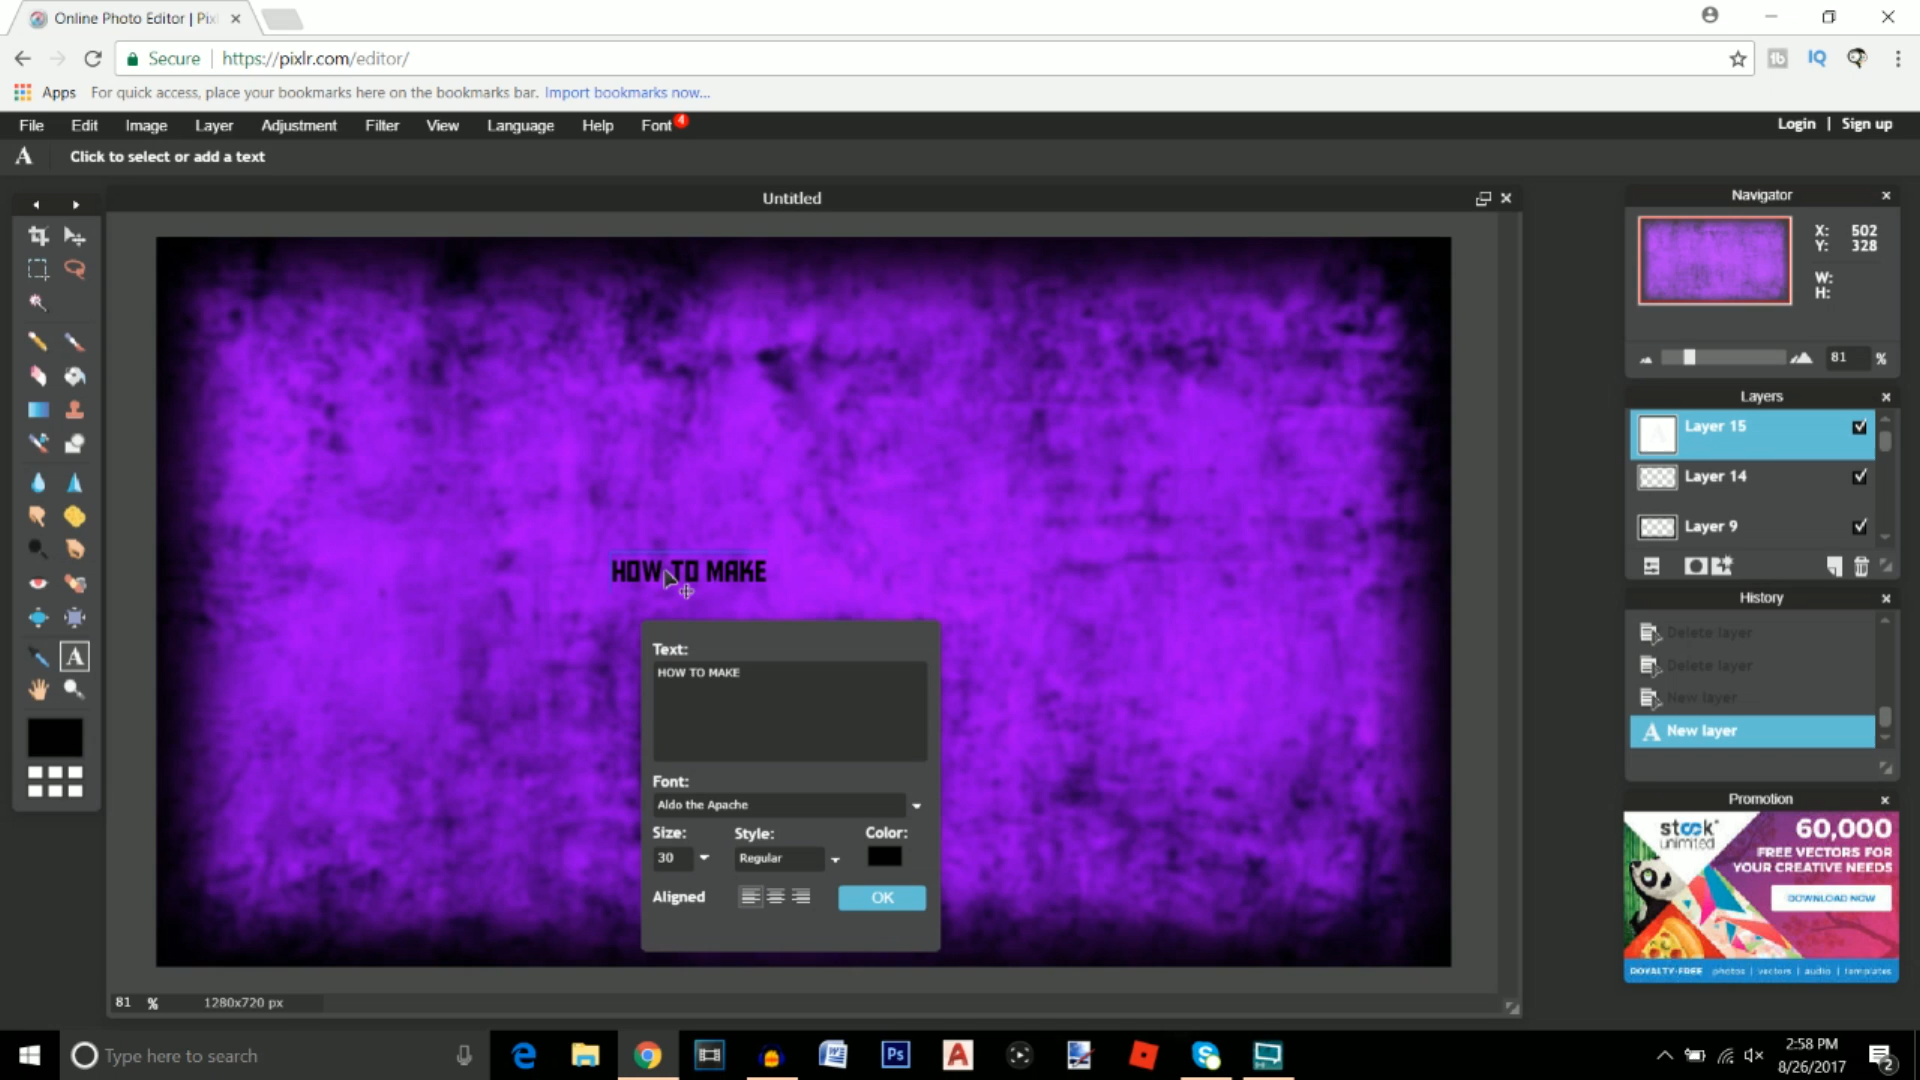 Online Photo Editor | Pix
Secure
https://pixlr.com/editor/
IQ
Apps
For quick access, place your bookmarks here on the bookmarks bar. Import bookmarks now...
File Edit Image Layer Adjustment Filter View Language Help Font 4
Login | Sign up
A Click to select or add a text
Untitled
Navigator
X: 502
Y: 328
W:
H:
81 %
Layers
Layer 15
Layer 14
Layer 9
History
Delete layer
Delete layer
New layer
A New layer
HOW TO MAKE
Text:
HOW TO MAKE
Font:
Aldo the Apache
Size: Style: Color:
30 Regular
Aligned OK
A
Promotion
stock unlimited
60,000
FREE VECTORS FOR
YOUR CREATIVE NEEDS
DOWNLOAD NOW
ROYALTY-FREE photos | vectors | audio | templates
81 % 1280x720 px
Type here to search
Ps
2:58 PM
8/26/2017
2